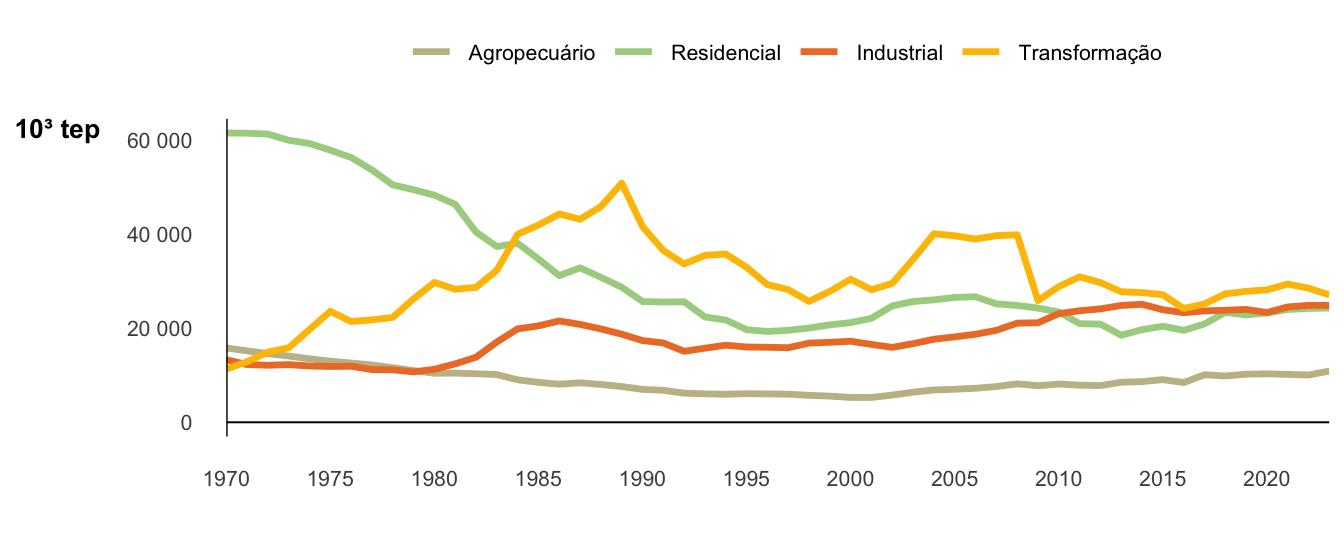 Agropecuário Residencial Industrial Transformação
10³ tep
60 000
40 000
20 000
0
1970 1975 1980 1985 1990 1995 2000 2005 2010 2015 2020